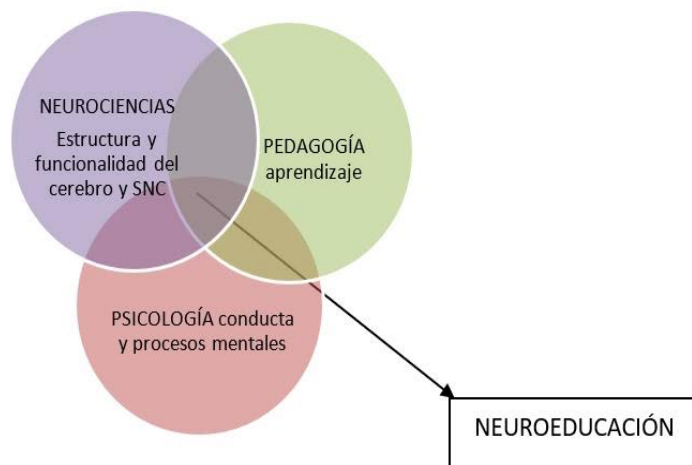 NEUROCIENCIAS
Estructura y
funcionalidad del
cerebro y SNC
PEDAGOGÍA
aprendizaje
PSICOLOGÍA conducta
y procesos mentales
NEUROEDUCACIÓN